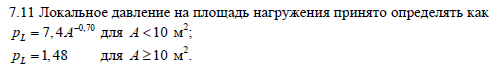 7.11 Локальное давление на площадь нагружения принято определять как
p_L = 7,4A^{−0,70} для A < 10 м²;
p_L = 1,48 для A ≥ 10 м².